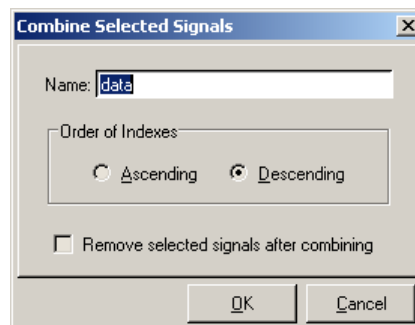 Combine Selected Signals
Name: data
Order of Indexes
Ascending Descending
Remove selected signals after combining
OK Cancel